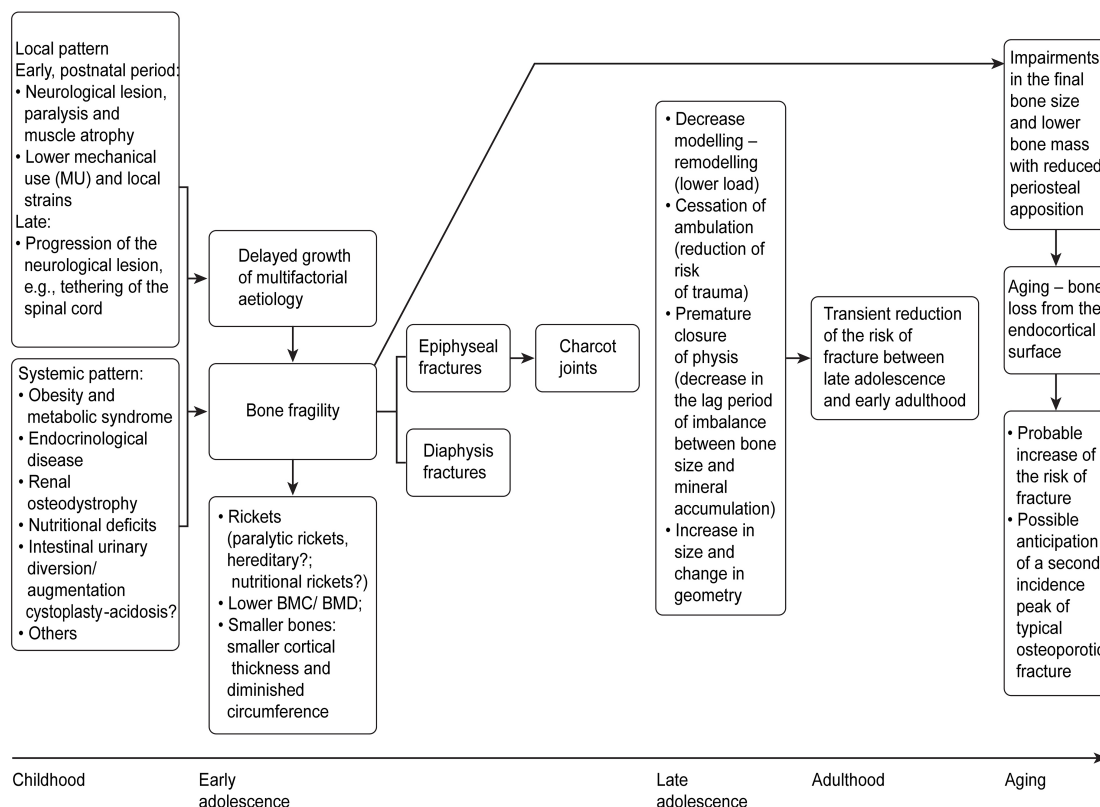 Local pattern
Early, postnatal period:
• Neurological lesion,
paralysis and
muscle atrophy
• Lower mechanical
use (MU) and local
strains
Late:
• Progression of the
neurological lesion,
e.g., tethering of the
spinal cord
Systemic pattern:
• Obesity and
metabolic syndrome
• Endocrinological
disease
• Renal
osteodystrophy
• Nutritional deficits
• Intestinal urinary
diversion/
augmentation
cystoplasty-acidosis?
• Others
Delayed growth
of multifactorial
aetiology
Bone fragility
• Rickets
(paralytic rickets,
hereditary?;
nutritional rickets?)
• Lower BMC/ BMD;
• Smaller bones:
smaller cortical
thickness and
diminished
circumference
Epiphyseal
fractures
Diaphysis
fractures
Charcot
joints
• Decrease
modelling –
remodelling
(lower load)
• Cessation of
ambulation
(reduction of
risk
of trauma)
• Premature
closure
of physis
(decrease in
the lag period
of imbalance
between bone
size and
mineral
accumulation)
• Increase in
size and
change in
geometry
Transient reduction
of the risk of
fracture between
late adolescence
and early adulthood
Impairments
in the final
bone size
and lower
bone mass
with reduced
periosteal
apposition
Aging – bone
loss from the
endocortical
surface
• Probable
increase of
the risk of
fracture
• Possible
anticipation
of a second
incidence
peak of
typical
osteoporotic
fracture
Childhood
Early
adolescence
Late
adolescence
Adulthood
Aging